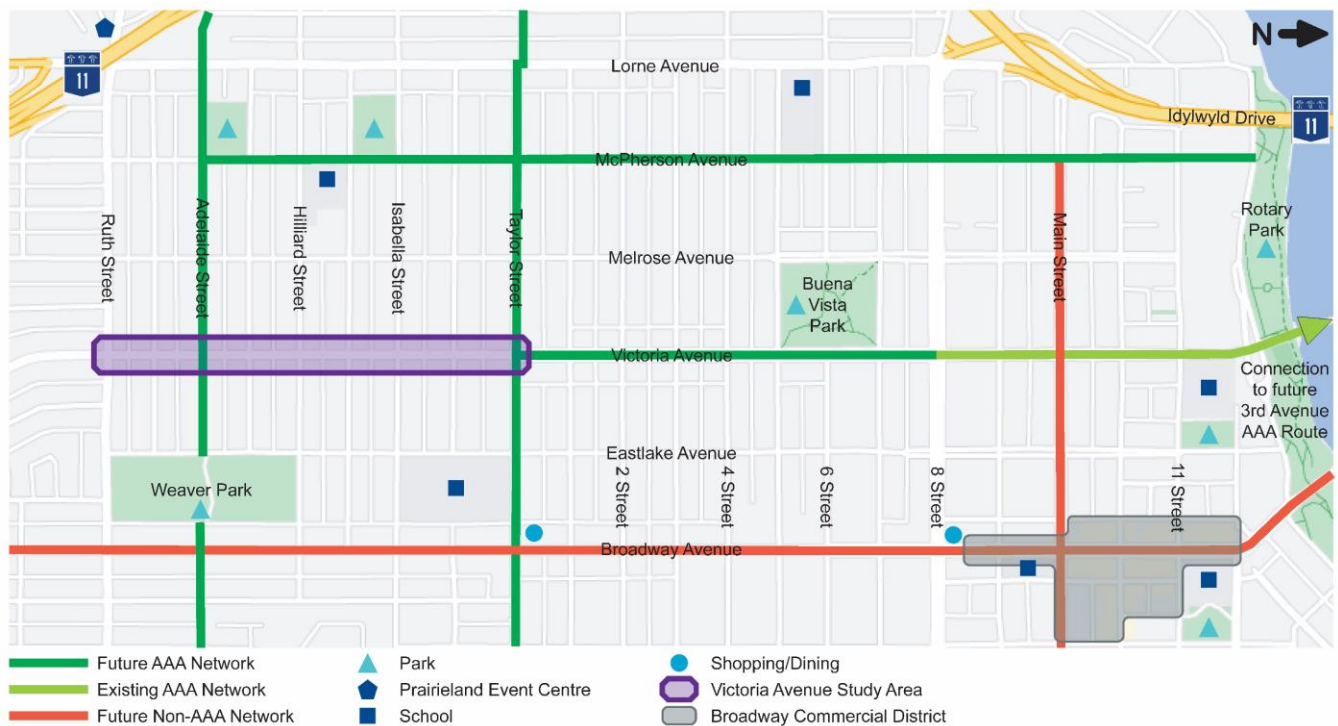 N
11
Lorne Avenue
Idylwyld Drive
11
McPherson Avenue
Ruth Street
Adelaide Street
Hilliard Street
Isabella Street
Taylor Street
Main Street
Rotary
Park
Melrose Avenue
Buena
Vista
Park
Victoria Avenue
Connection
to future
3rd Avenue
AAA Route
Eastlake Avenue
Weaver Park
2 Street
4 Street
6 Street
8 Street
11 Street
Broadway Avenue
Future AAA Network
Existing AAA Network
Future Non-AAA Network
Park
Prairieland Event Centre
School
Shopping/Dining
Victoria Avenue Study Area
Broadway Commercial District